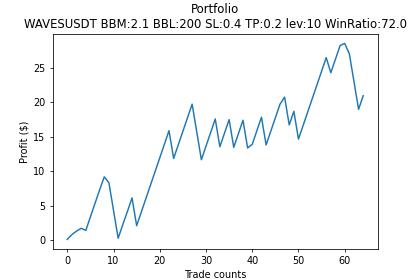 Portfolio
WAVESUSDT BBM:2.1 BBL:200 SL:0.4 TP:0.2 lev:10 WinRatio:72.0
25
20
15
10
5
0
Profit ($)
0 10 20 30 40 50 60
Trade counts